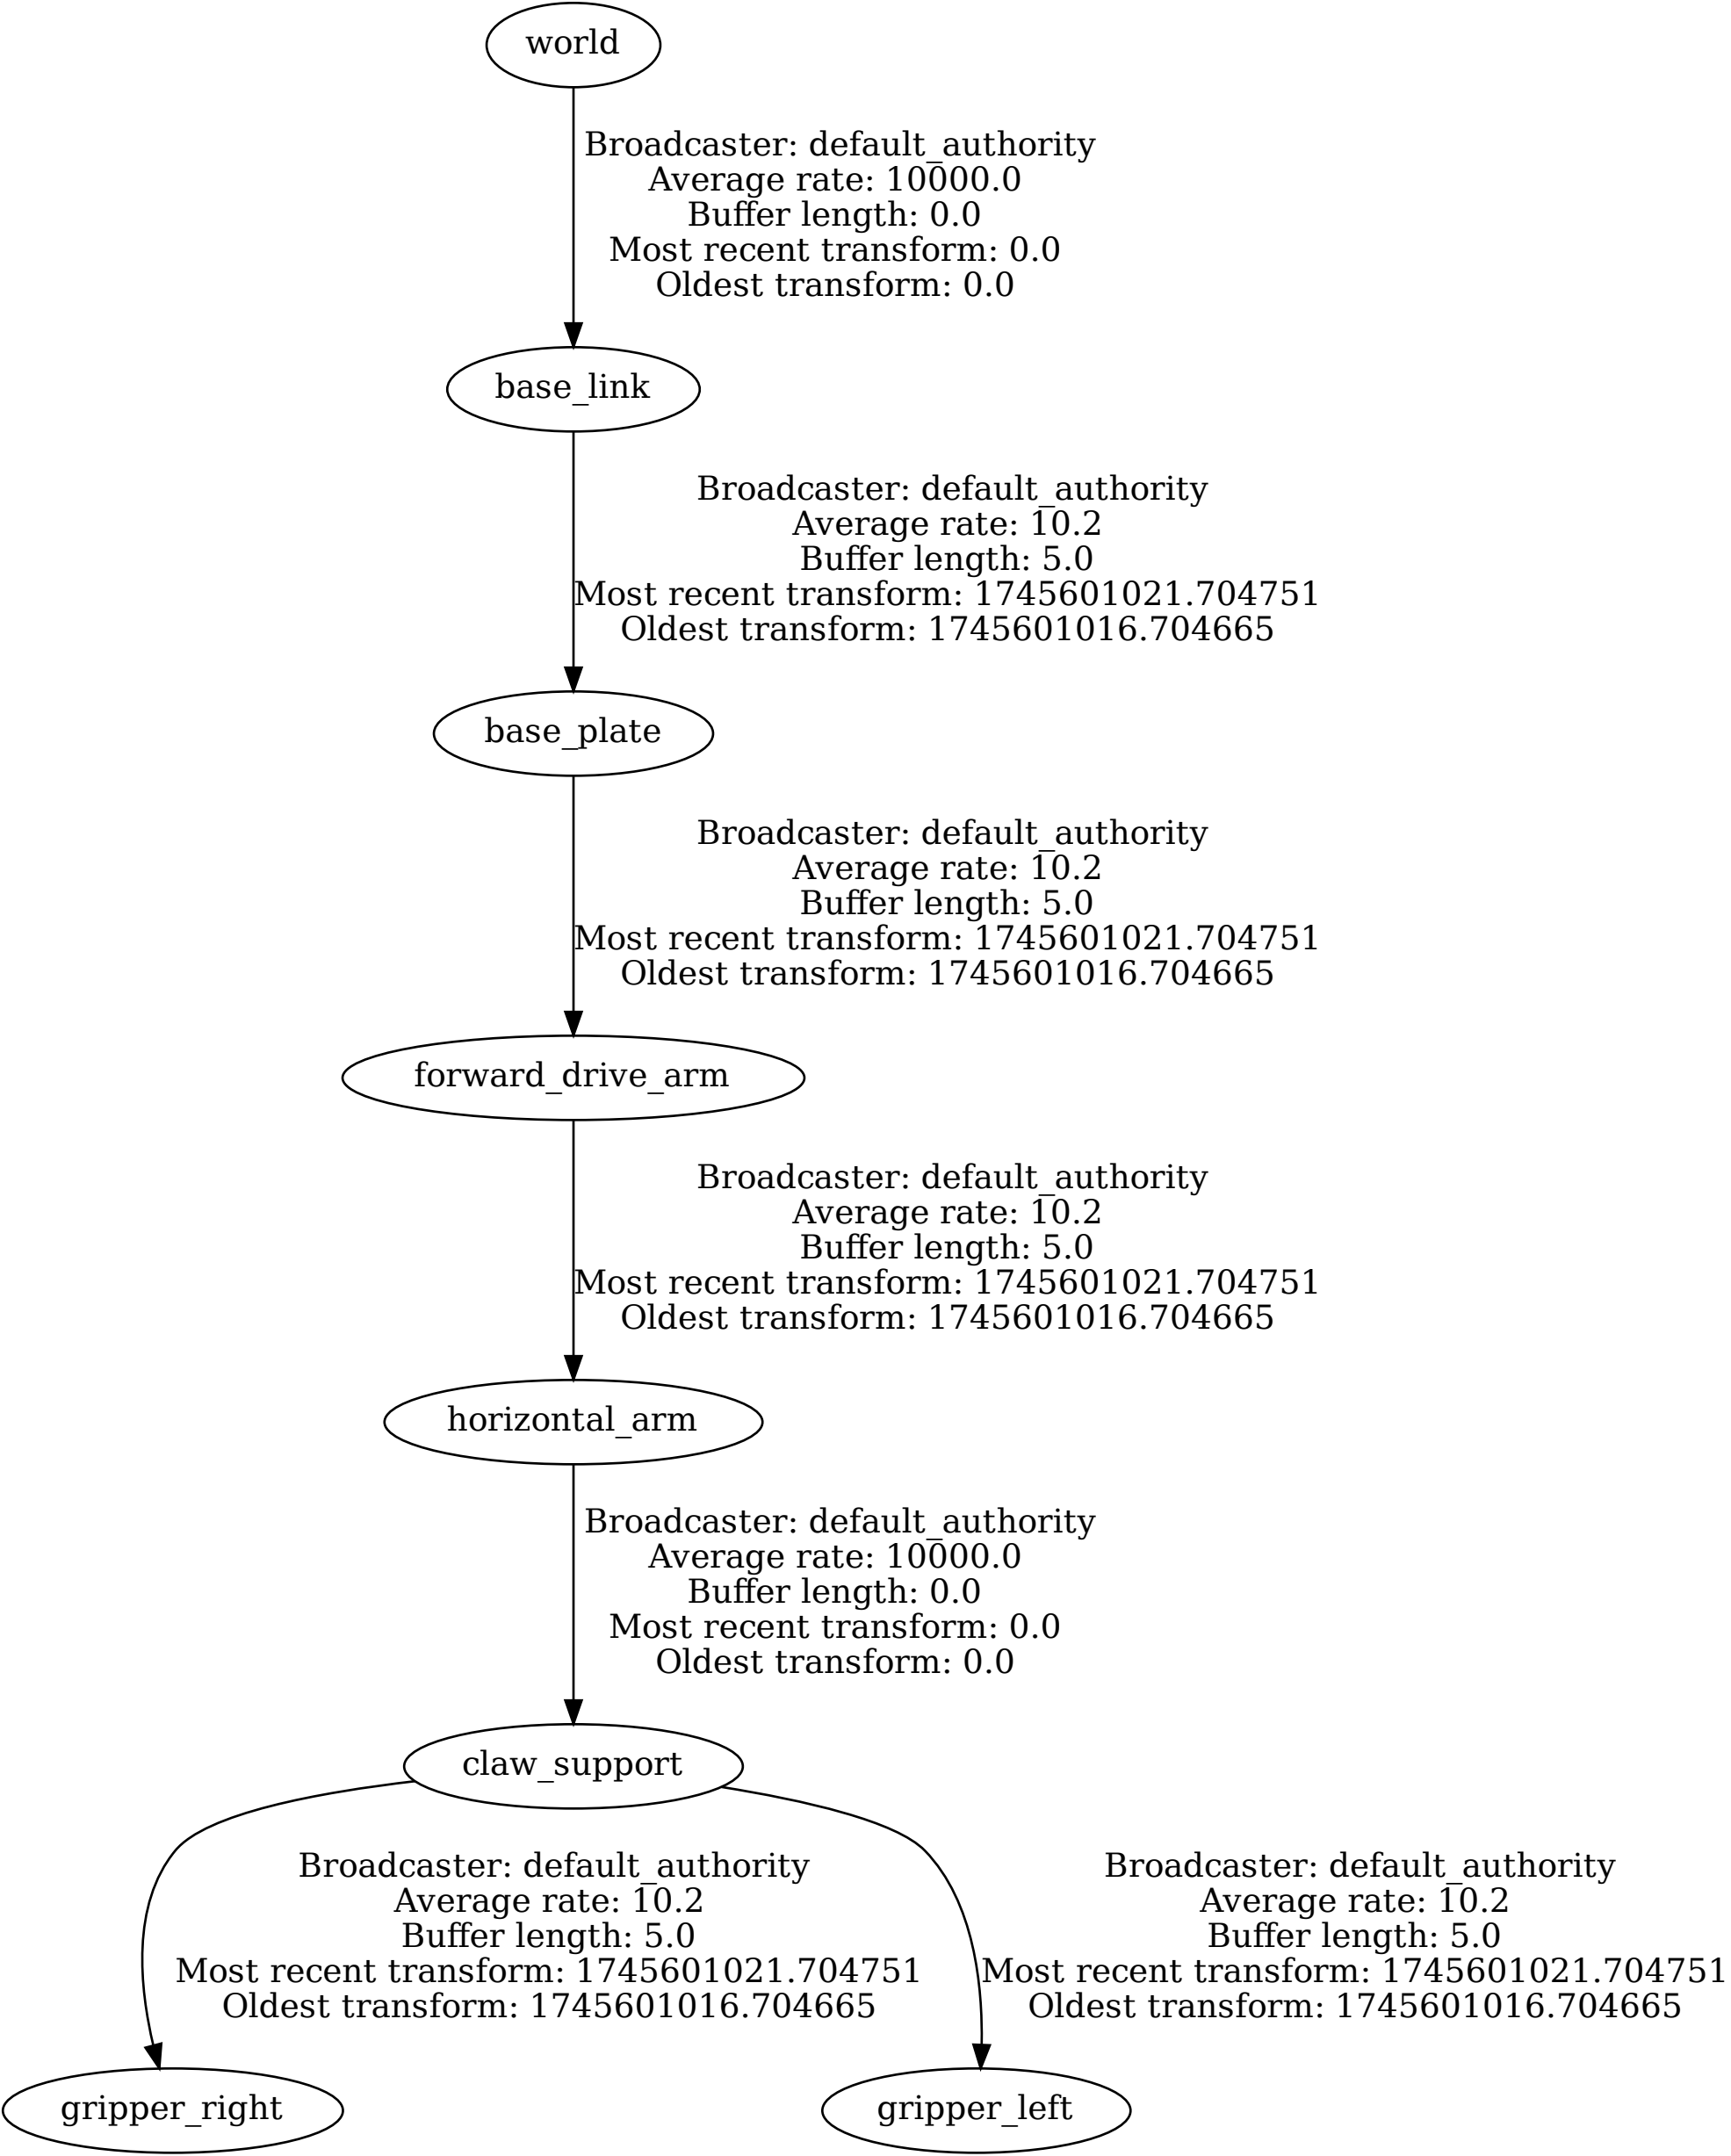 world
Broadcaster: default_authority
Average rate: 10000.0
Buffer length: 0.0
Most recent transform: 0.0
Oldest transform: 0.0
base_link
Broadcaster: default_authority
Average rate: 10.2
Buffer length: 5.0
Most recent transform: 1745601021.704751
Oldest transform: 1745601016.704665
base_plate
Broadcaster: default_authority
Average rate: 10.2
Buffer length: 5.0
Most recent transform: 1745601021.704751
Oldest transform: 1745601016.704665
forward_drive_arm
Broadcaster: default_authority
Average rate: 10.2
Buffer length: 5.0
Most recent transform: 1745601021.704751
Oldest transform: 1745601016.704665
horizontal_arm
Broadcaster: default_authority
Average rate: 10000.0
Buffer length: 0.0
Most recent transform: 0.0
Oldest transform: 0.0
claw_support
Broadcaster: default_authority
Average rate: 10.2
Buffer length: 5.0
Most recent transform: 1745601021.704751
Oldest transform: 1745601016.704665
Broadcaster: default_authority
Average rate: 10.2
Buffer length: 5.0
Most recent transform: 1745601021.704751
Oldest transform: 1745601016.704665
gripper_right
gripper_left